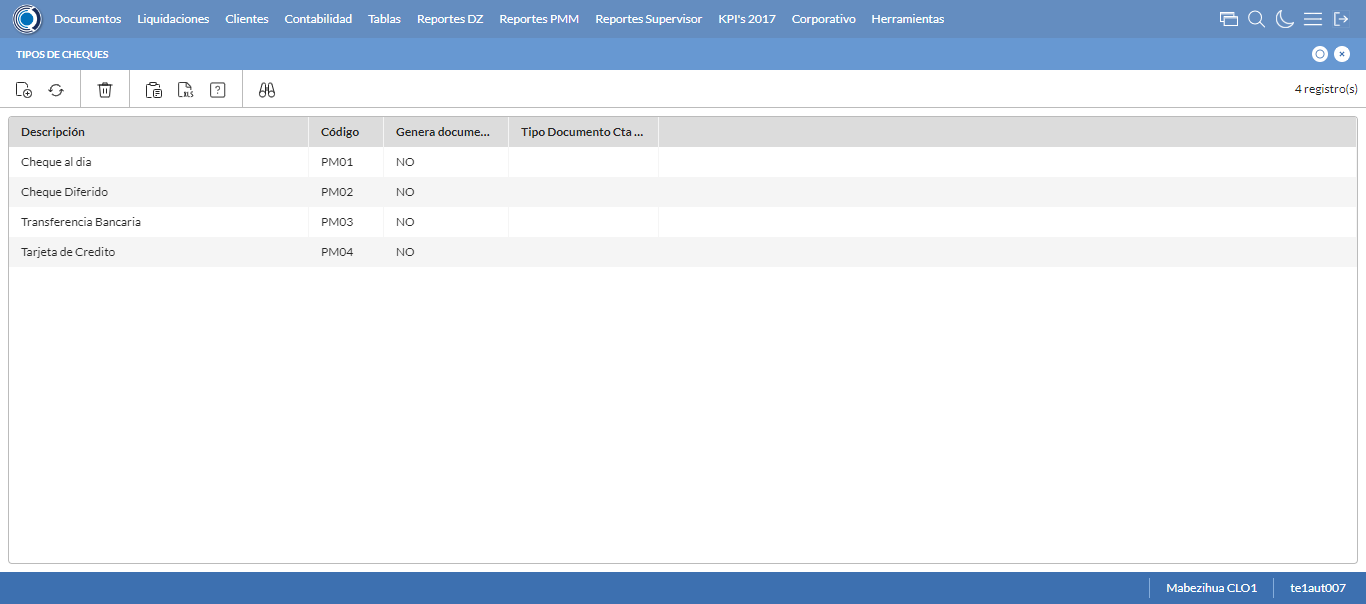 Documentos Liquidaciones Clientes Contabilidad Tablas Reportes DZ Reportes PMM Reportes Supervisor KPI's 2017 Corporativo Herramientas
TIPOS DE CHEQUES
XLS ? 4 registro(s)
Descripción Código Genera docume... Tipo Documento Cta ...
Cheque al dia PM01 NO
Cheque Diferido PM02 NO
Transferencia Bancaria PM03 NO
Tarjeta de Credito PM04 NO
Mabezihua CLO1 te1aut007